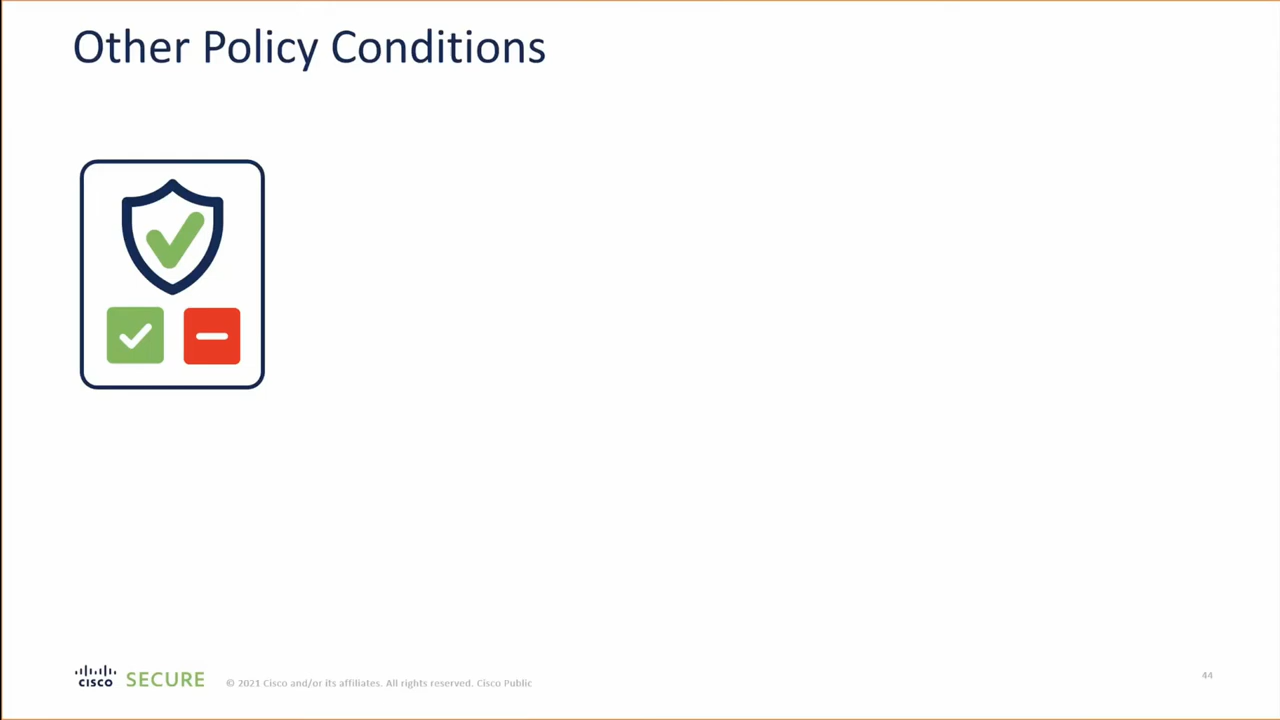 Other Policy Conditions
CISCO SECURE © 2021 Cisco and/or its affiliates. All rights reserved. Cisco Public
44